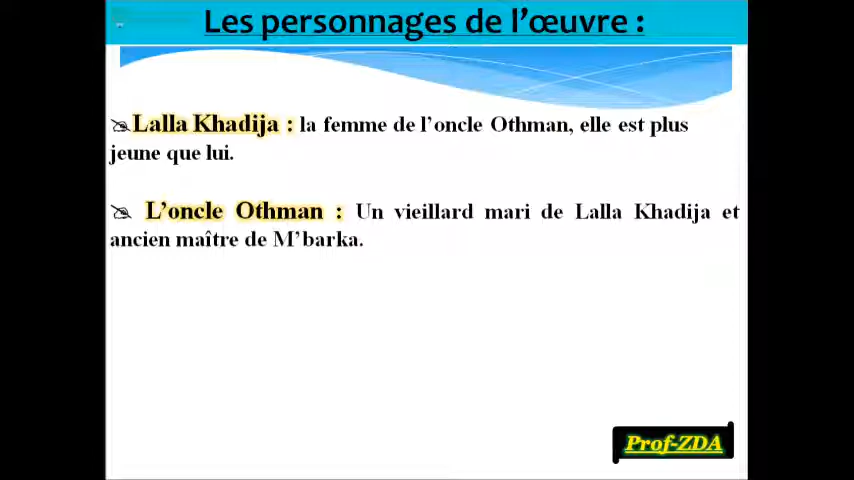 Les personnages de l'œuvre :
Lalla Khadija : la femme de l'oncle Othman, elle est plus
jeune que lui.
L'oncle Othman : Un vieillard mari de Lalla Khadija et
ancien maître de M'barka.
Prof-ZDA